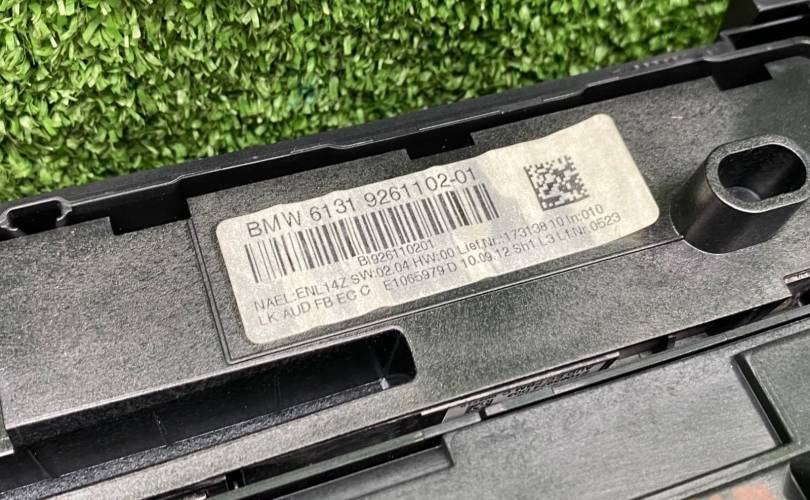 BMW 6131 9261102-01
BI926110201
NAEL:ENL14Z SW:02.04 HW:00 Lief.Nr.:17313810 In:010
LK AUD FB EC C E1065979 D 10.09.12 Sh1 L3 Lf.Nr.0523